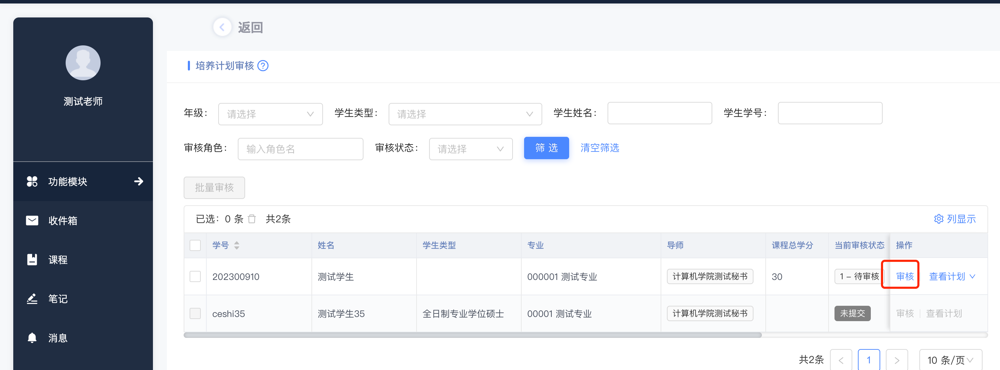 返回
测试老师
功能模块
收件箱
课程
笔记
消息
培养计划审核 ?
年级： 请选择 学生类型： 请选择 学生姓名： 学生学号：
审核角色： 输入角色名 审核状态： 请选择 筛 选 清空筛选
批量审核
已选： 0 条 共2条 列显示
学号 姓名 学生类型 专业 导师 课程总学分 当前审核状态 操作
202300910 测试学生 000001 测试专业 计算机学院测试秘书 30 1 – 待审核 审核 查看计划
ceshi35 测试学生35 全日制专业学位硕士 00001 测试专业 计算机学院测试秘书 未提交 审核 查看计划
共2条 < 1 > 10 条/页